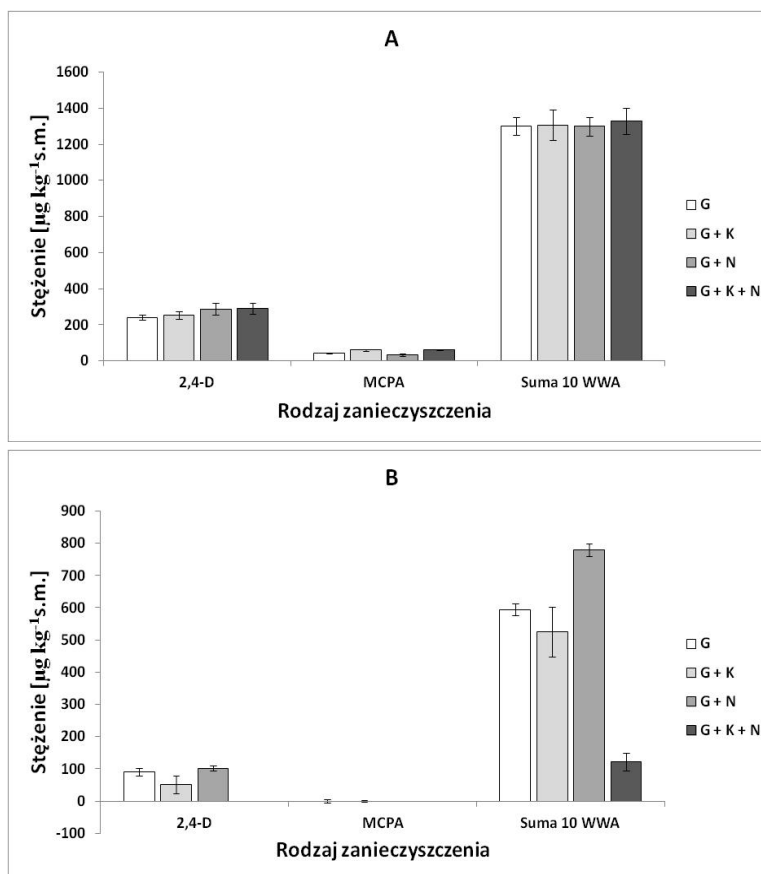 A
Stężenie [µg kg⁻¹s.m.]
1600
1400
1200
1000
800
600
400
200
0
2,4-D MCPA Suma 10 WWA
Rodzaj zanieczyszczenia
G
G + K
G + N
G + K + N
B
Stężenie [µg kg⁻¹s.m.]
900
800
700
600
500
400
300
200
100
0
-100
2,4-D MCPA Suma 10 WWA
Rodzaj zanieczyszczenia
G
G + K
G + N
G + K + N